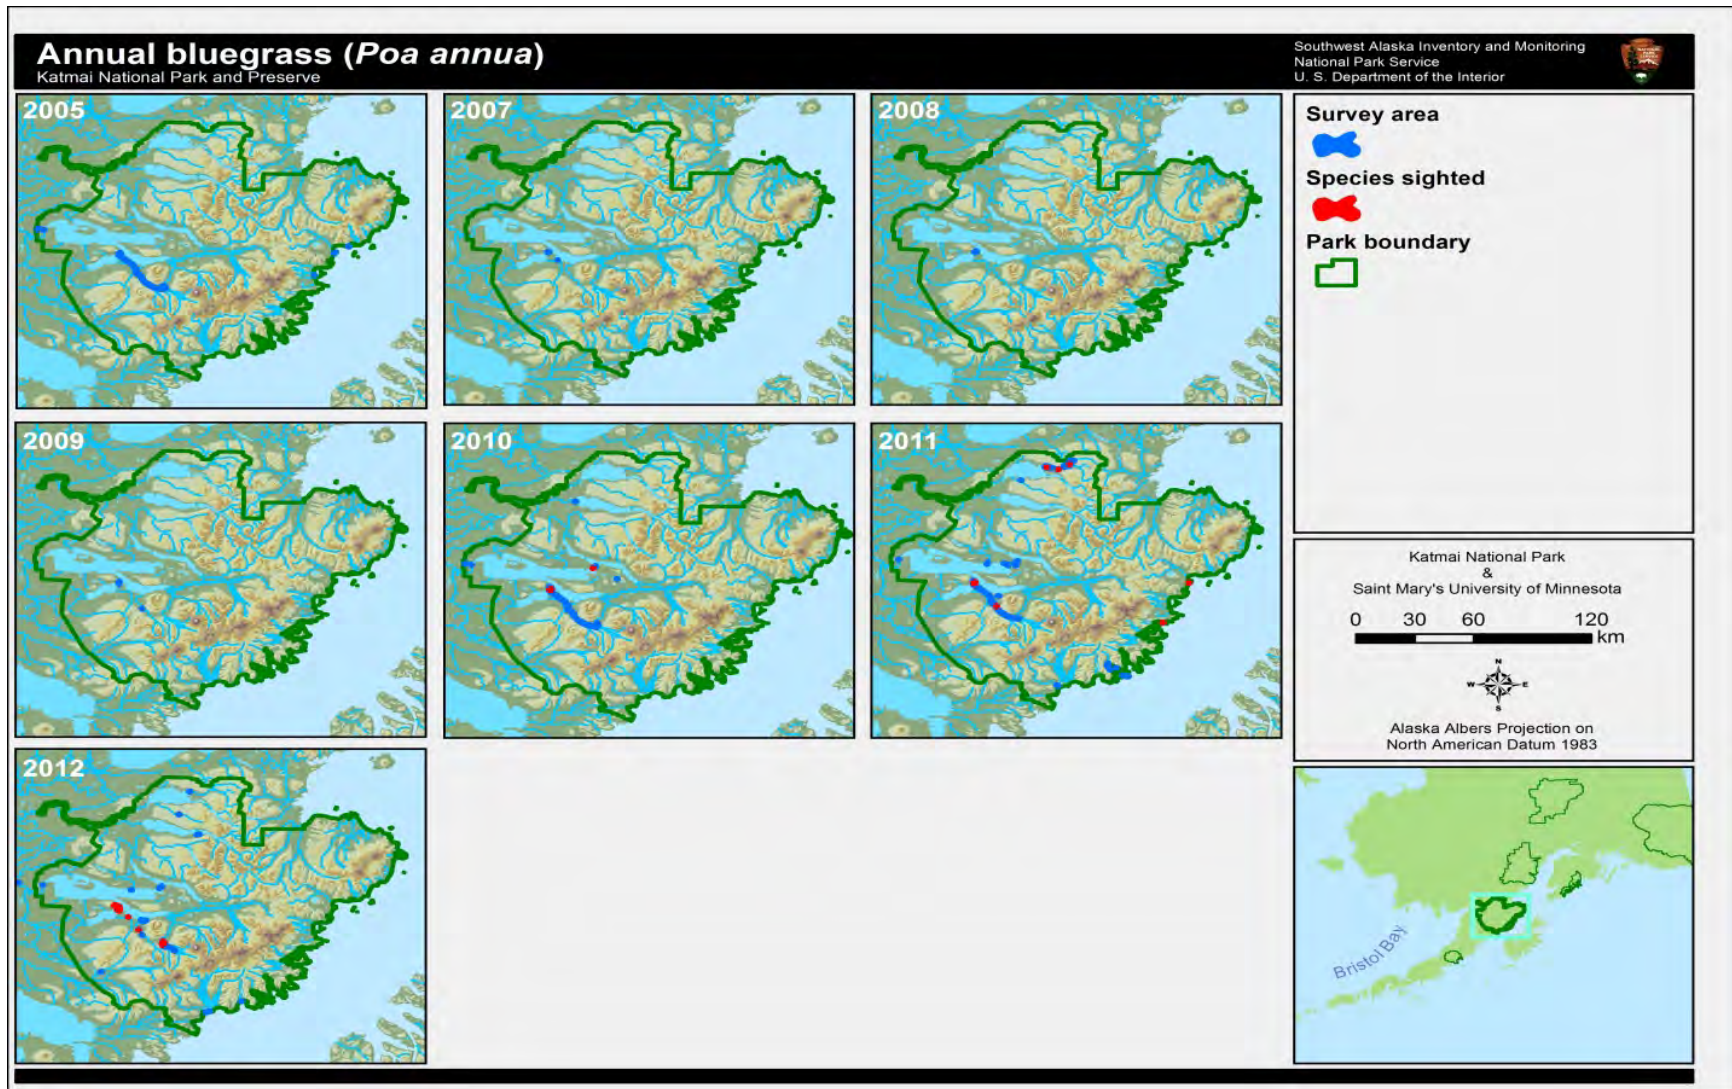 Annual bluegrass (Poa annua)
Katmai National Park and Preserve
Southwest Alaska Inventory and Monitoring
National Park Service
U. S. Department of the Interior
2005
2007
2008
2009
2010
2011
2012
Survey area
Species sighted
Park boundary
Katmai National Park
&
Saint Mary's University of Minnesota
0 30 60 120
km
N
W E
S
Alaska Albers Projection on
North American Datum 1983
Bristol Bay